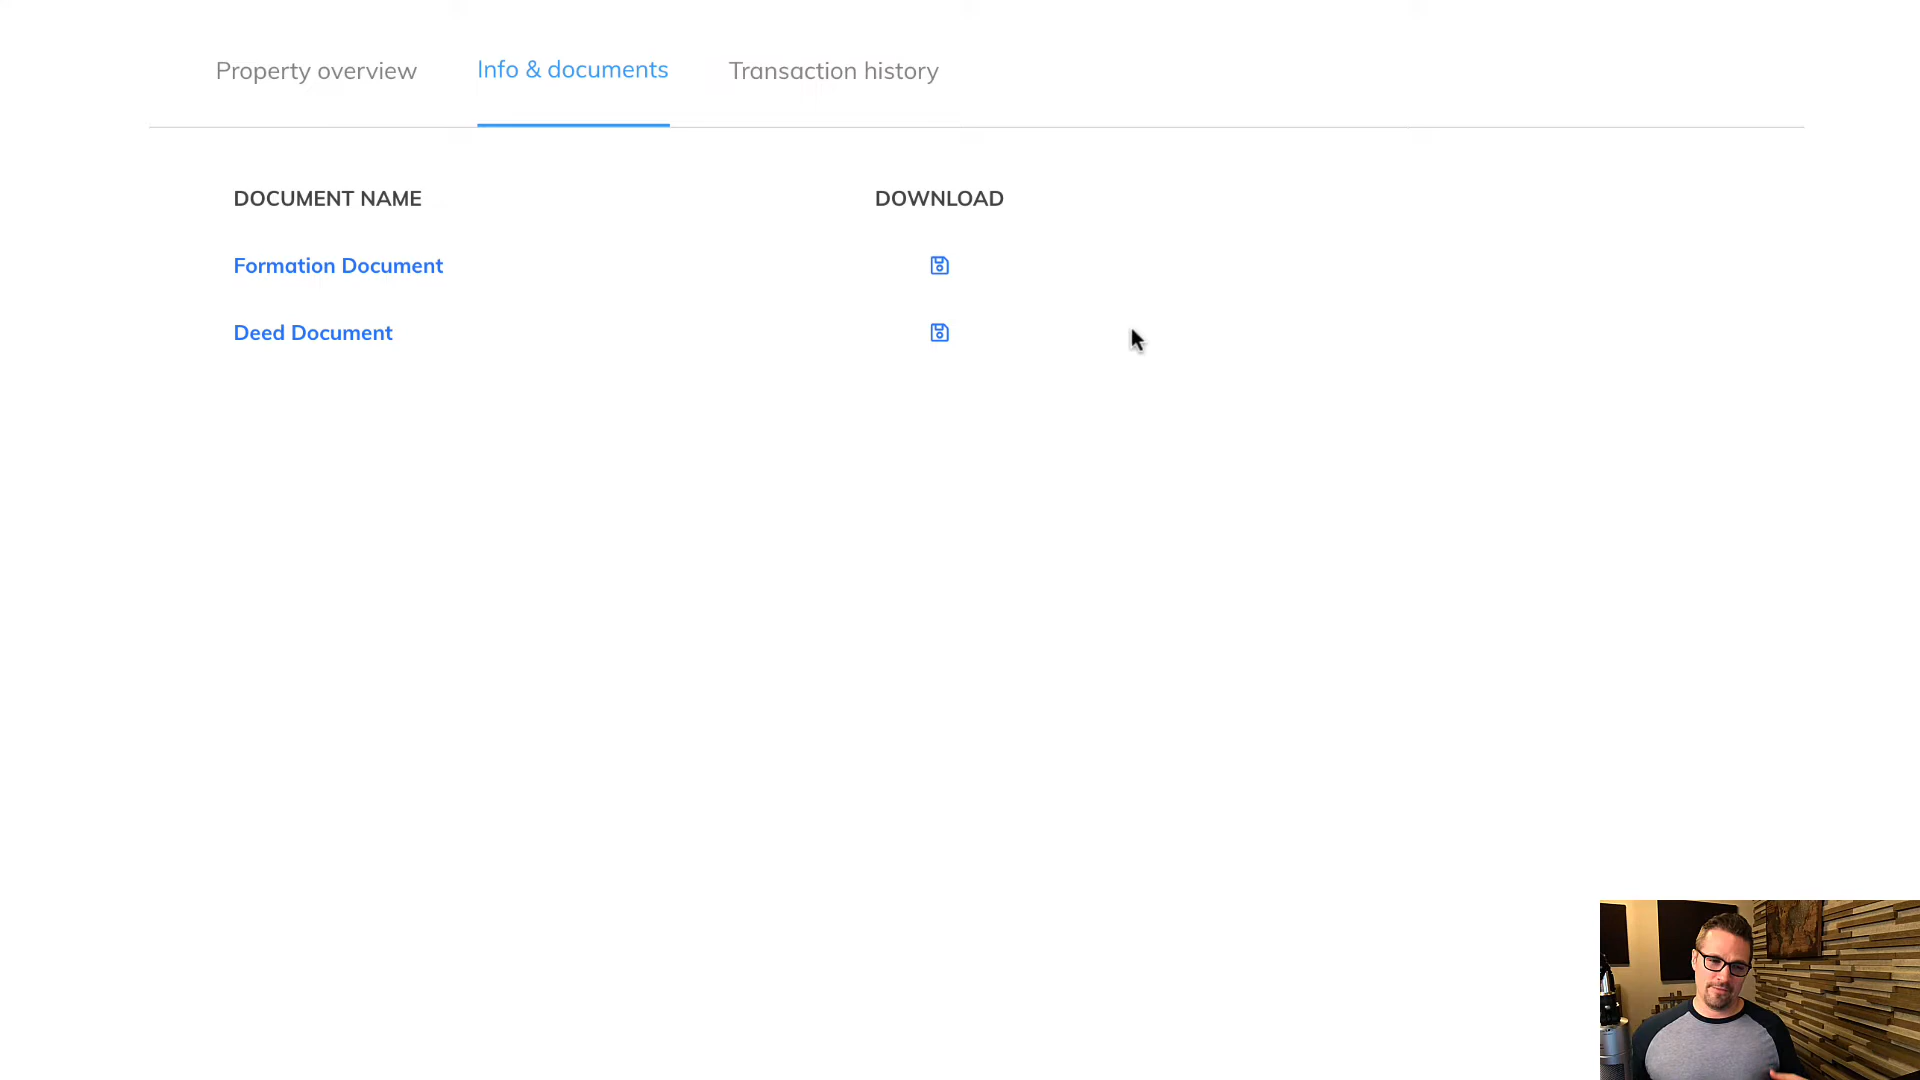 Property overview Info & documents Transaction history
DOCUMENT NAME DOWNLOAD
Formation Document
Deed Document